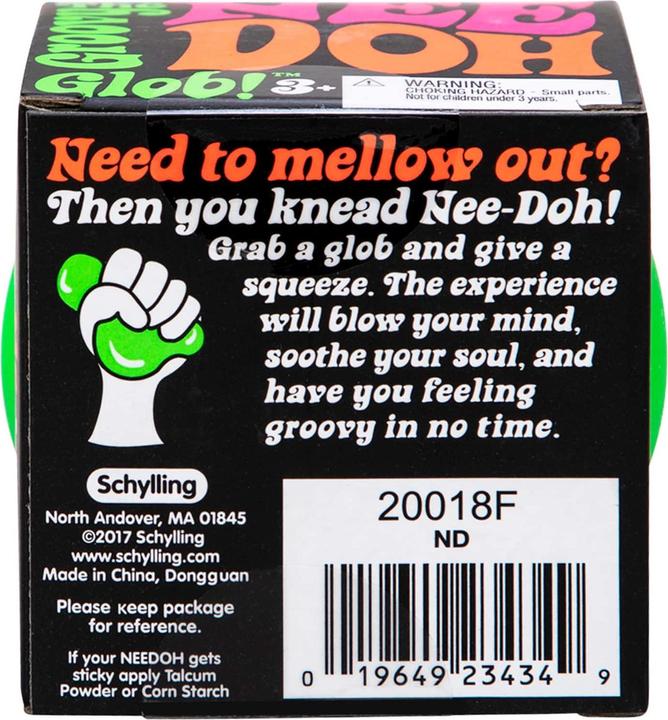 The
Groovy
Glob!™
NEE
DOH
3+
WARNING:
CHOKING HAZARD - Small parts.
Not for children under 3 years.
Need to mellow out?
Then you knead Nee-Doh!
Grab a glob and give a
squeeze. The experience
will blow your mind,
soothe your soul, and
have you feeling
groovy in no time.
Schylling
North Andover, MA 01845
©2017 Schylling
www.schylling.com
Made in China, Dongguan
Please keep package
for reference.
If your NEEDOH gets
sticky apply Talcum
Powder or Corn Starch
20018F
ND
0 19649 23434 9